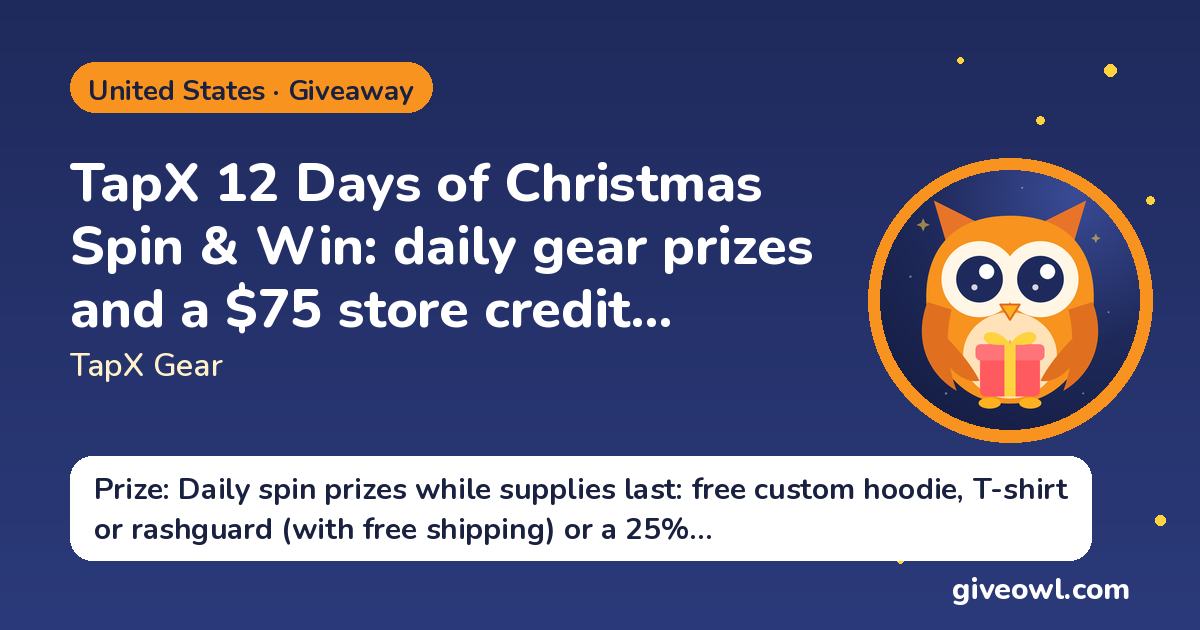 United States · Giveaway
TapX 12 Days of Christmas
Spin & Win: daily gear prizes
and a $75 store credit...
TapX Gear
Prize: Daily spin prizes while supplies last: free custom hoodie, T-shirt
or rashguard (with free shipping) or a 25%...
giveowl.com